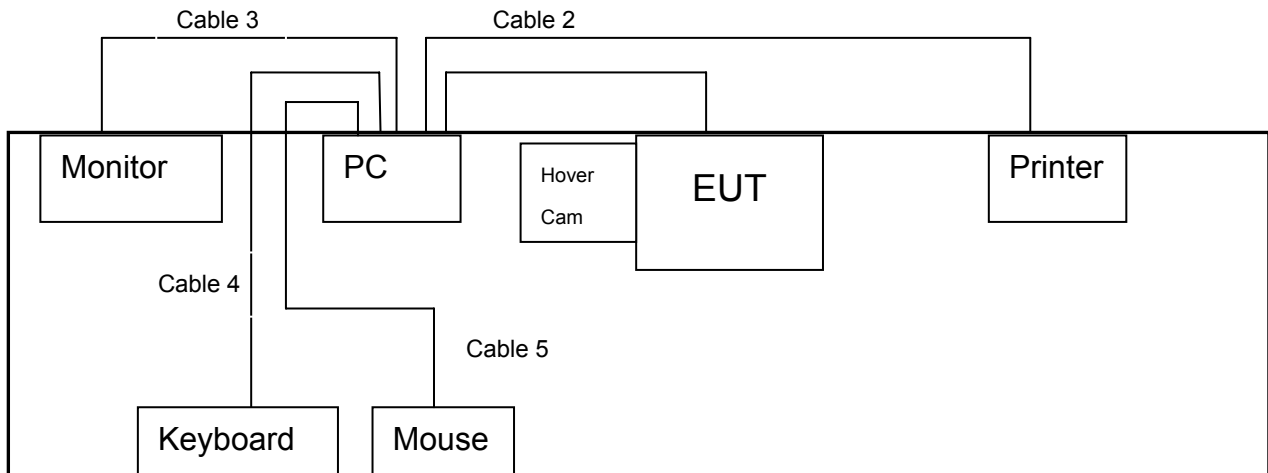 Cable 3
Cable 2
Monitor
PC
Hover
Cam
EUT
Printer
Cable 4
Cable 5
Keyboard
Mouse